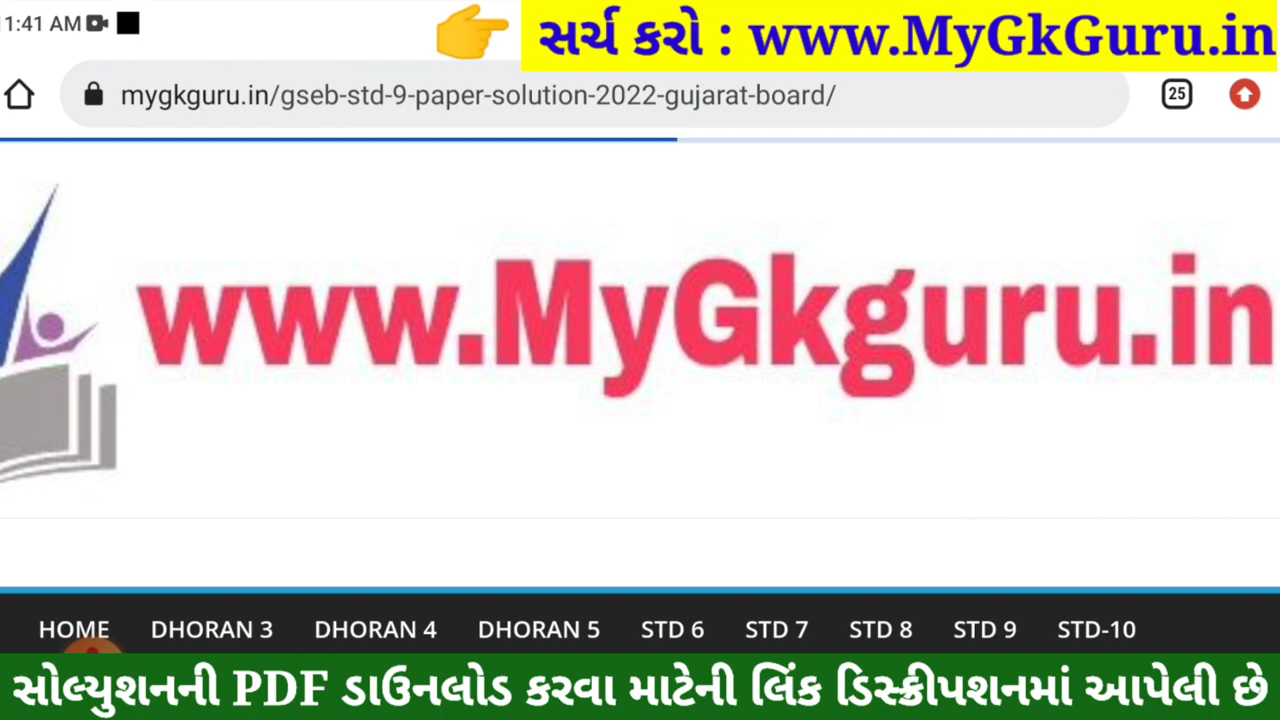 1:41 AM
સર્ચ કરો : www.MyGkGuru.in
mygkguru.in/gseb-std-9-paper-solution-2022-gujarat-board/
25
www.MyGkguru.in
HOME DHORAN 3 DHORAN 4 DHORAN 5 STD 6 STD 7 STD 8 STD 9 STD-10
સોલ્યુશનની PDF ડાઉનલોડ કરવા માટેની લિંક ડિસ્ક્રીપશનમાં આપેલી છે